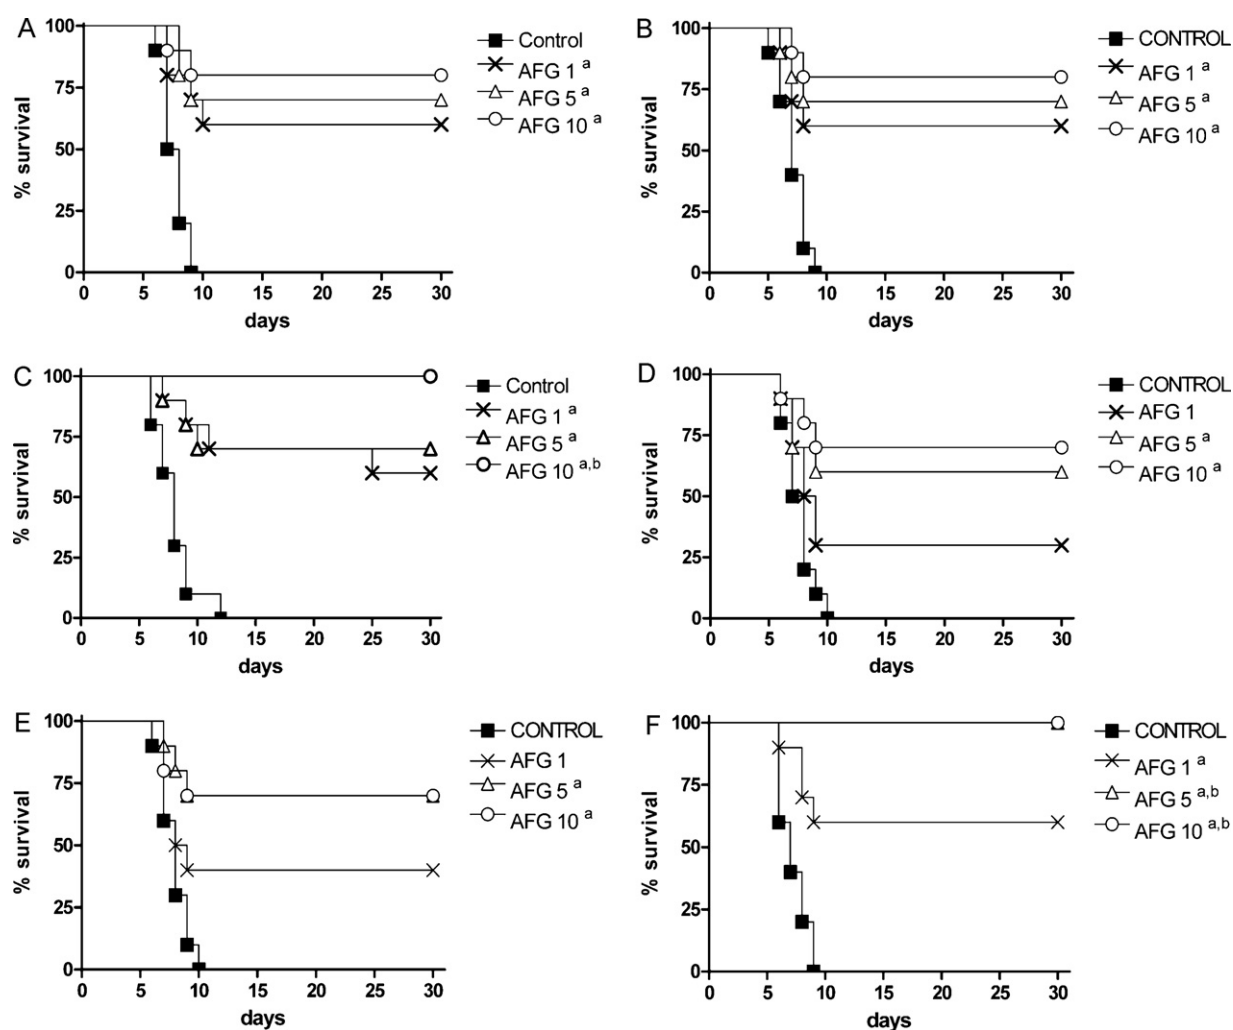 A
% survival
100
75
50
25
0
0 5 10 15 20 25 30
days
Control
AFG 1 a
AFG 5 a
AFG 10 a
B
% survival
100
75
50
25
0
0 5 10 15 20 25 30
days
CONTROL
AFG 1 a
AFG 5 a
AFG 10 a
C
% survival
100
75
50
25
0
0 5 10 15 20 25 30
days
Control
AFG 1 a
AFG 5 a
AFG 10 a,b
D
% survival
100
75
50
25
0
0 5 10 15 20 25 30
days
CONTROL
AFG 1
AFG 5 a
AFG 10 a
E
% survival
100
75
50
25
0
0 5 10 15 20 25 30
days
CONTROL
AFG 1
AFG 5 a
AFG 10 a
F
% survival
100
75
50
25
0
0 5 10 15 20 25 30
days
CONTROL
AFG 1 a
AFG 5 a,b
AFG 10 a,b